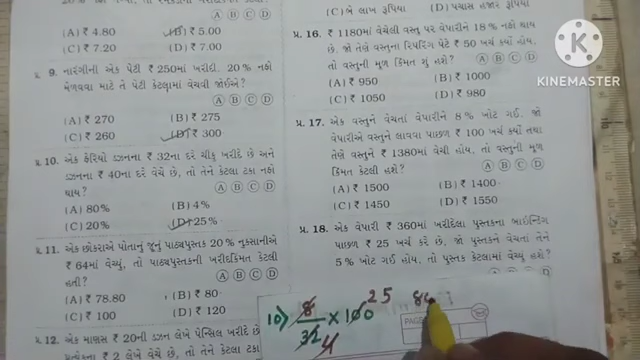 (A) ₹ 4.80 (B) ₹ 5.00
(C) ₹ 7.20 (D) ₹ 7.00
પ્ર. 9. નારંગીની એક પેટી ₹ 250માં ખરીદી. 20% નફો
મેળવવા માટે તે પેટી કેટલામાં વેચવી જોઈએ?
A B C D
(A) ₹ 270 (B) ₹ 275
(C) ₹ 260 (D) ₹ 300
પ્ર. 10. એક ફેરિયો ડઝનના ₹ 32ના દરે ચીકુ ખરીદે છે અને
ડઝનના ₹ 40ના દરે વેચે છે, તો તેને કેટલા ટકા નફો
થાય?
A B C D
(A) 80% (B) 4%
(C) 20% (D) 25%
પ્ર. 11. એક છોકરાએ પોતાનું જૂનું પાઠ્યપુસ્તક 20% નુકસાનીએ
₹ 64માં વેચ્યું, તો પાઠ્યપુસ્તકની ખરીદકિંમત કેટલી
હતી?
A B C D
(A) ₹ 78.80 (B) ₹ 80
(C) ₹ 100 (D) ₹ 120
પ્ર. 12. એક માણસ ₹ 20ની ડઝન લેખે પેન્સિલ ખરીદે છે
₹ 2 લેખે વેચે છે, તો તેને કેટલા ટકા
(C) બે લાખ રૂપિયા (D) પચાસ હજાર રૂપિયા
પ્ર. 16. ₹ 1180માં વેચેલી વસ્તુ પર વેપારીને 18% નફો થાય
છે. જો તેણે વસ્તુના રિપેરિંગ પેટે ₹ 50 ખર્ચ કર્યો હોય,
તો વસ્તુની મૂળ કિંમત શું હશે?
A B C D
(A) ₹ 950 (B) ₹ 1000
(C) ₹ 1050 (D) ₹ 980
પ્ર. 17. એક વસ્તુને વેચતાં વેપારીને 8% ખોટ ગઈ. જો
વેપારીએ વસ્તુને લાવવા પાછળ ₹ 100 ખર્ચ કર્યો તથા
તેણે વસ્તુને ₹ 1380માં વેચી હોય, તો વસ્તુની મૂળ
કિંમત કેટલી હશે?
A B C D
(A) ₹ 1500 (B) ₹ 1400
(C) ₹ 1450 (D) ₹ 1550
પ્ર. 18. એક વેપારી ₹ 360માં ખરીદેલા પુસ્તકના બાઈન્ડિંગ
પાછળ ₹ 25 ખર્ચ કરે છે, જો પુસ્તકને વેચતાં તેને
5% ખોટ ગઈ હોય, તો પુસ્તક કેટલામાં વેચ્યું હશે?
A B C D
10) 8/32 × 100 25
4
KINEMASTER